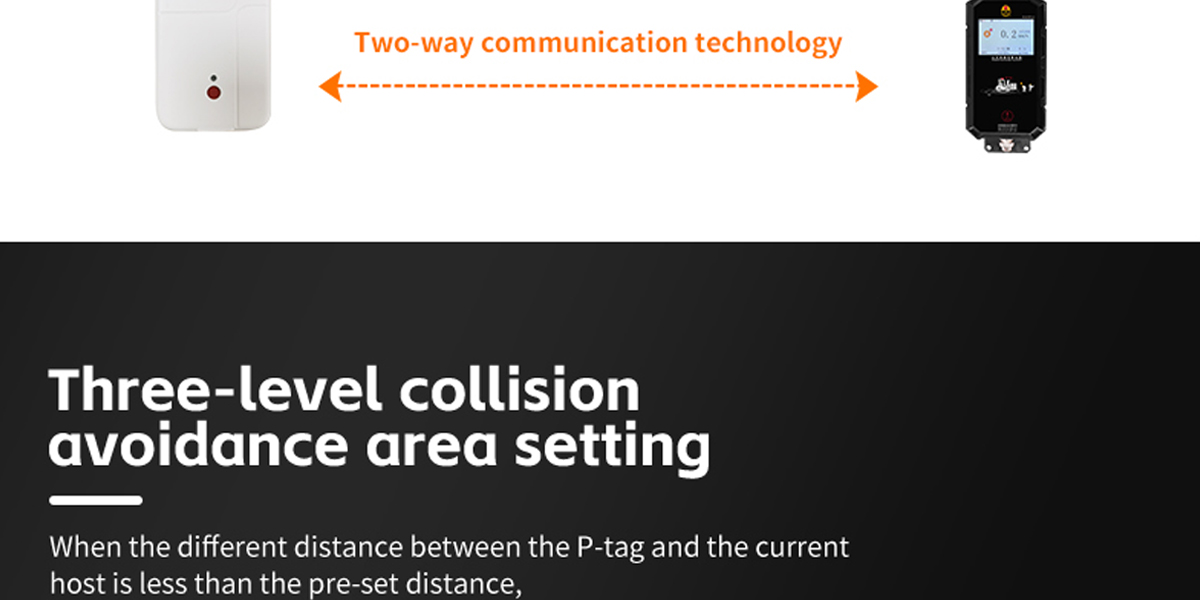 Two-way communication technology
0.2
Three-level collision
avoidance area setting
When the different distance between the P-tag and the current
host is less than the pre-set distance,